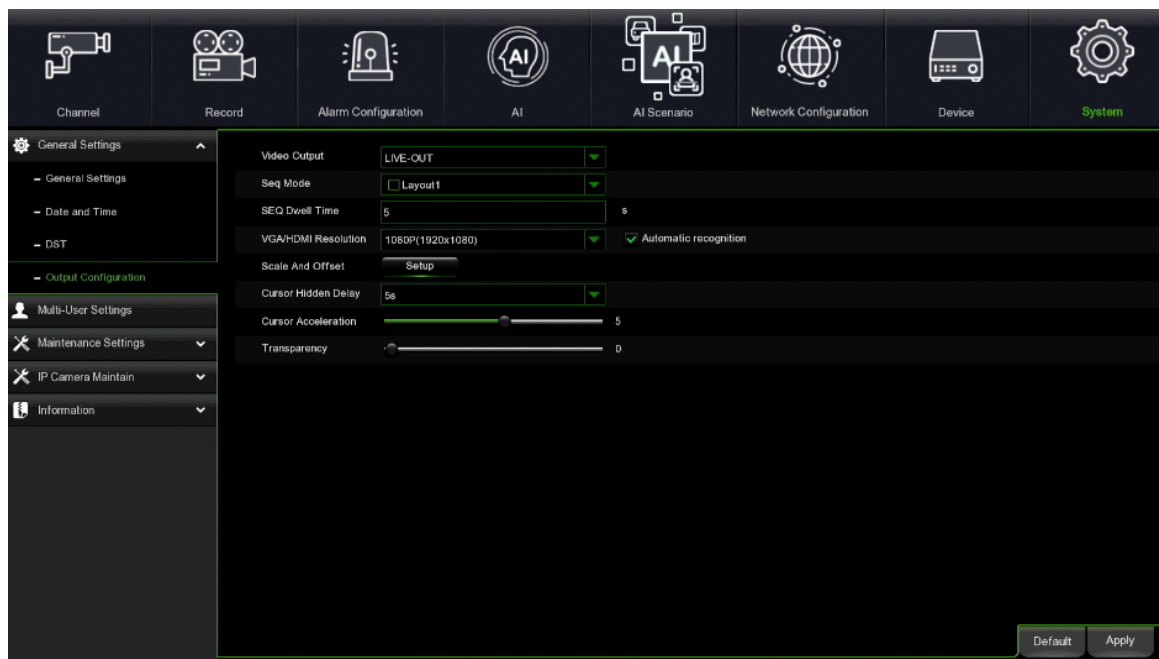 Channel
Record
Alarm Configuration
AI
AI Scenario
Network Configuration
Device
System
General Settings
General Settings
Date and Time
DST
Output Configuration
Multi-User Settings
Maintenance Settings
IP Camera Maintain
Information
Video Output LIVE-OUT
Seq Mode Layout1
SEQ Dwell Time 5 s
VGA/HDMI Resolution 1080P(1920x1080) Automatic recognition
Scale And Offset Setup
Cursor Hidden Delay 5s
Cursor Acceleration 5
Transparency 0
Default Apply